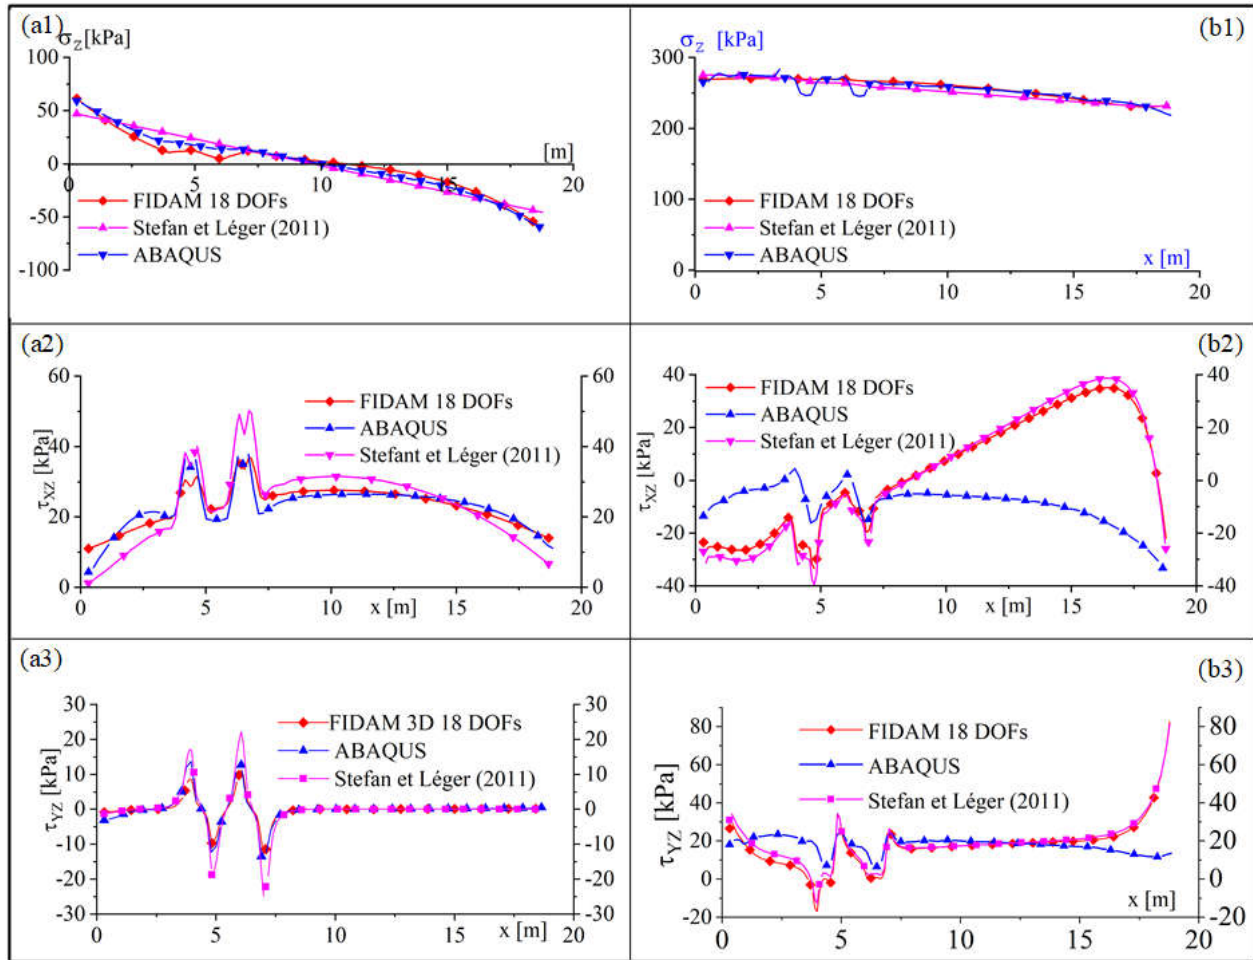 (a1)
σZ[kPa]
100
50
0
-50
-100
0
5
10
15
20
[m]
FIDAM 18 DOFs
Stefan et Léger (2011)
ABAQUS
(b1)
σZ [kPa]
300
200
100
0
0
5
10
15
20
x [m]
FIDAM 18 DOFs
Stefan et Léger (2011)
ABAQUS
(a2)
τXZ [kPa]
60
40
20
0
60
40
20
0
0
5
10
15
20
x [m]
FIDAM 18 DOFs
ABAQUS
Stefant et Léger (2011)
(b2)
τXZ [kPa]
40
20
0
-20
-40
40
20
0
-20
-40
0
5
10
15
20
x [m]
FIDAM 18 DOFs
ABAQUS
Stefan et Léger (2011)
(a3)
τYZ [kPa]
30
20
10
0
-10
-20
-30
30
20
10
0
-10
-20
-30
0
5
10
15
20
x [m]
FIDAM 3D 18 DOFs
ABAQUS
Stefan et Léger (2011)
(b3)
τYZ [kPa]
80
60
40
20
0
-20
80
60
40
20
0
-20
0
5
10
15
20
x [m]
FIDAM 18 DOFs
ABAQUS
Stefan et Léger (2011)